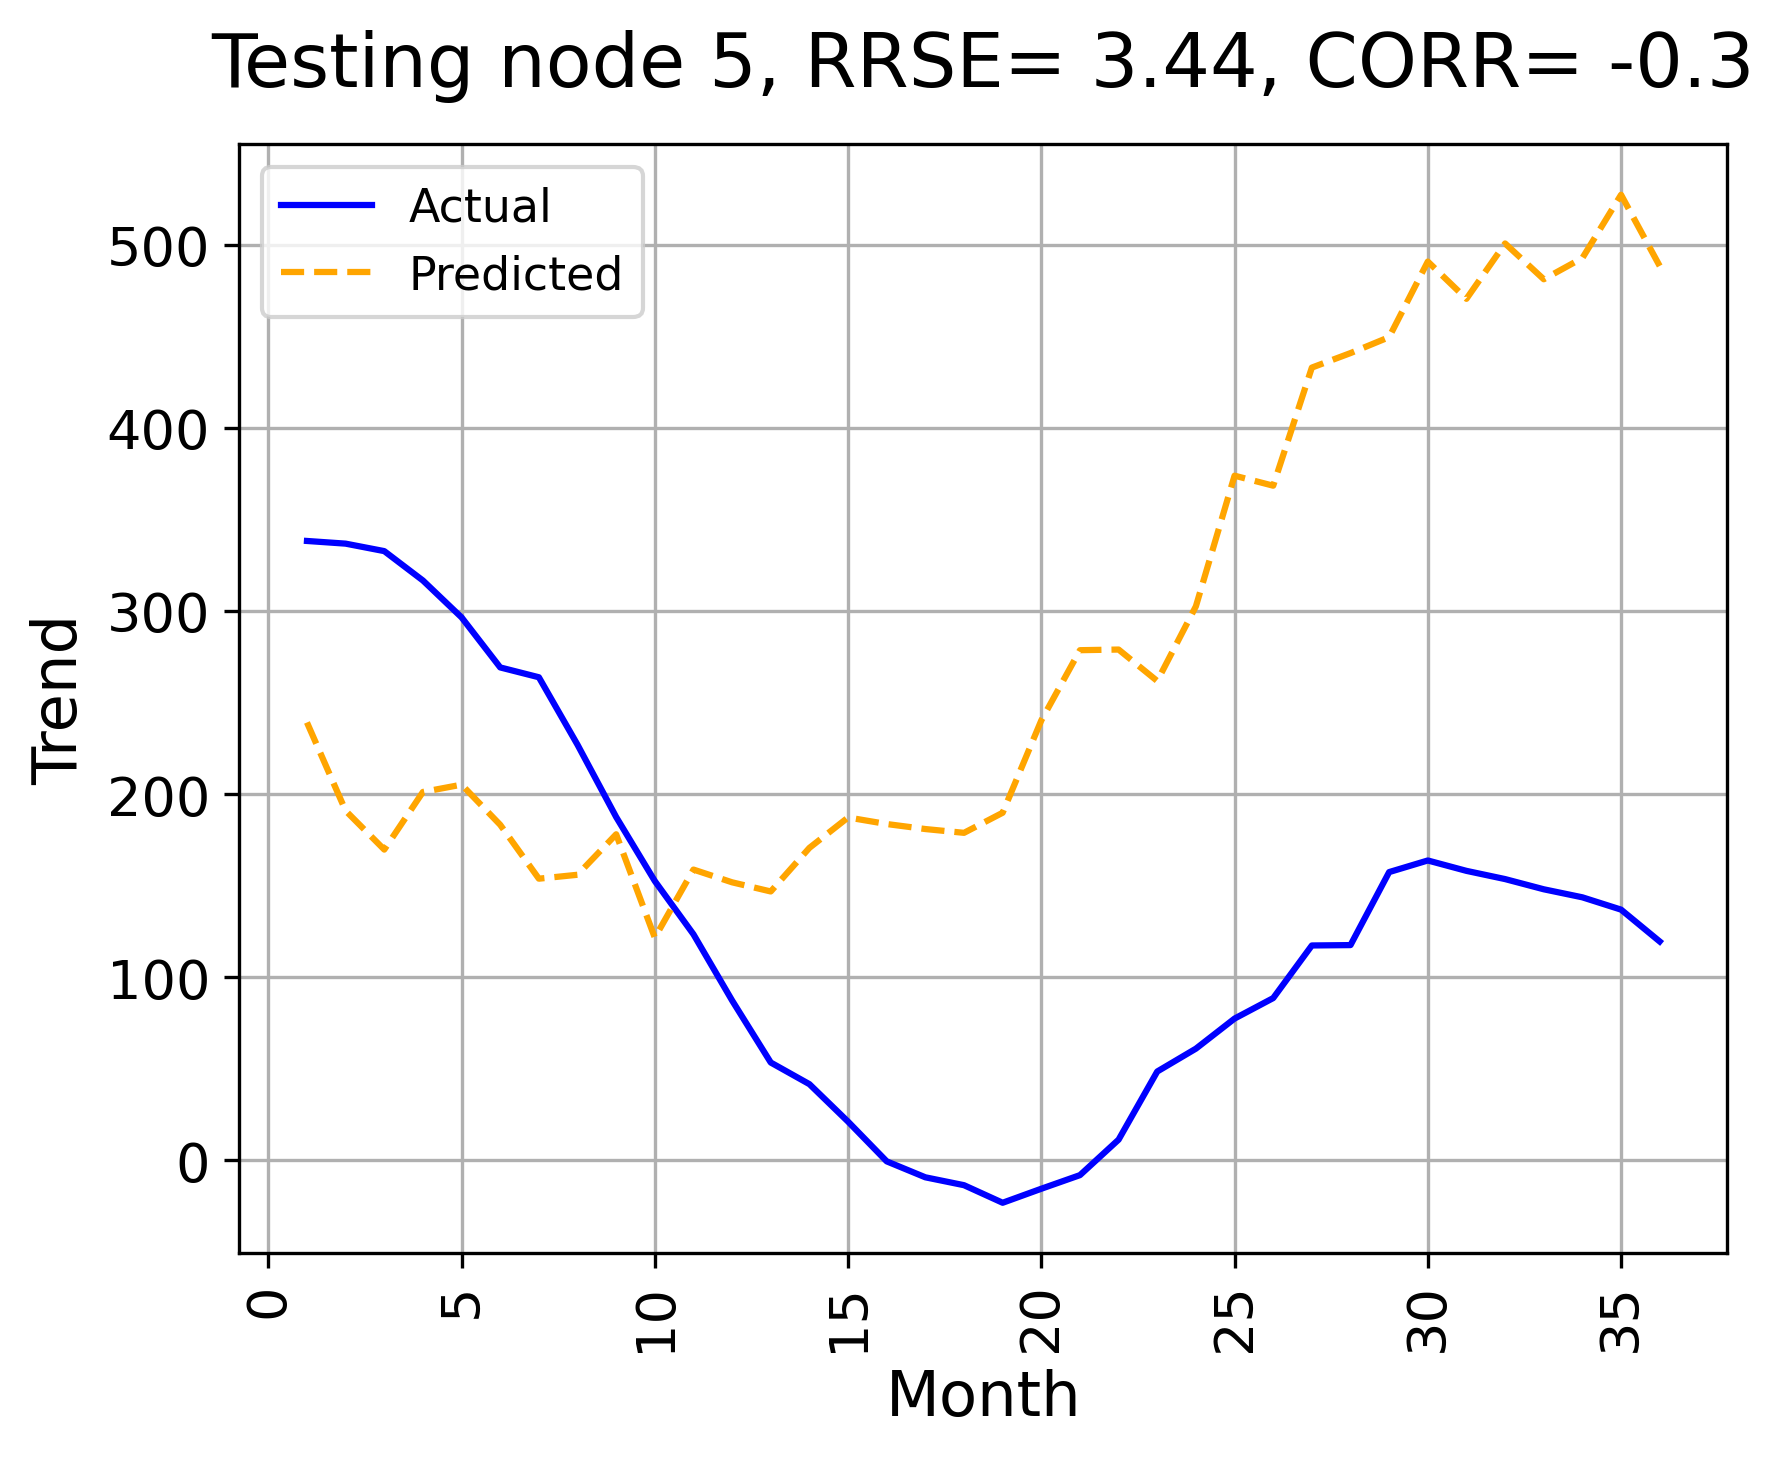 Testing node 5, RRSE= 3.44, CORR= -0.3
Actual
Predicted
Trend
500
400
300
200
100
0
0 5 10 15 20 25 30 35
Month